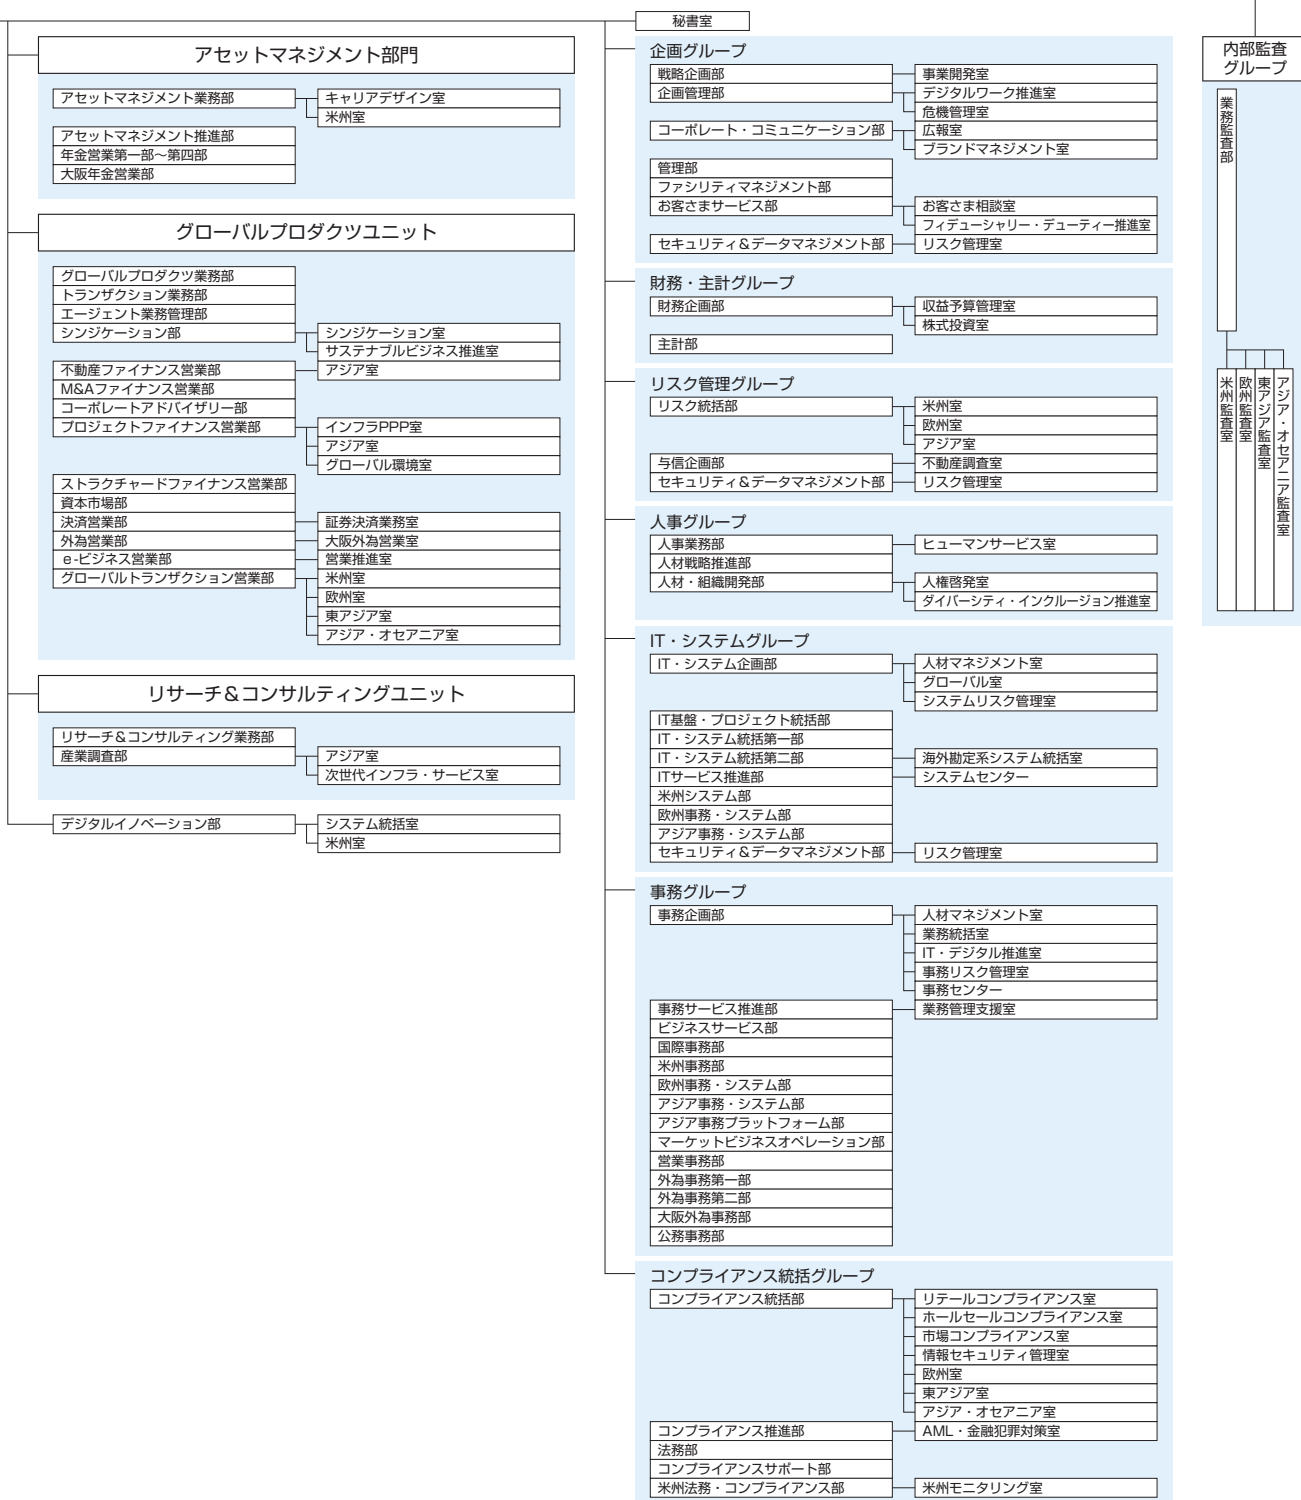 アセットマネジメント部門
アセットマネジメント業務部
キャリアデザイン室
米州室
アセットマネジメント推進部
年金営業第一部～第四部
大阪年金営業部
グローバルプロダクツユニット
グローバルプロダクツ業務部
トランザクション業務部
エージェント業務管理部
シンジケーション部
シンジケーション室
サステナブルビジネス推進室
不動産ファイナンス営業部
アジア室
M&Aファイナンス営業部
コーポレートアドバイザリー部
プロジェクトファイナンス営業部
インフラPPP室
アジア室
グローバル環境室
ストラクチャードファイナンス営業部
資本市場部
決済営業部
証券決済業務室
外為営業部
大阪外為営業室
e-ビジネス営業部
営業推進室
グローバルトランザクション営業部
米州室
欧州室
東アジア室
アジア・オセアニア室
リサーチ＆コンサルティングユニット
リサーチ＆コンサルティング業務部
産業調査部
アジア室
次世代インフラ・サービス室
デジタルイノベーション部
システム統括室
米州室
秘書室
企画グループ
戦略企画部
事業開発室
企画管理部
デジタルワーク推進室
危機管理室
コーポレート・コミュニケーション部
広報室
ブランドマネジメント室
管理部
ファシリティマネジメント部
お客さまサービス部
お客さま相談室
フィデューシャリー・デューティー推進室
セキュリティ＆データマネジメント部
リスク管理室
財務・主計グループ
財務企画部
収益予算管理室
株式投資室
主計部
リスク管理グループ
リスク統括部
米州室
欧州室
アジア室
与信企画部
不動産調査室
セキュリティ＆データマネジメント部
リスク管理室
人事グループ
人事業務部
ヒューマンサービス室
人材戦略推進部
人材・組織開発部
人権啓発室
ダイバーシティ・インクルージョン推進室
IT・システムグループ
IT・システム企画部
人材マネジメント室
グローバル室
システムリスク管理室
IT基盤・プロジェクト統括部
IT・システム統括第一部
IT・システム統括第二部
海外勘定系システム統括室
ITサービス推進部
システムセンター
米州システム部
欧州事務・システム部
アジア事務・システム部
セキュリティ＆データマネジメント部
リスク管理室
事務グループ
事務企画部
人材マネジメント室
業務統括室
IT・デジタル推進室
事務リスク管理室
事務センター
事務サービス推進部
業務管理支援室
ビジネスサービス部
国際事務部
米州事務部
欧州事務・システム部
アジア事務・システム部
アジア事務プラットフォーム部
マーケットビジネスオペレーション部
営業事務部
外為事務第一部
外為事務第二部
大阪外為事務部
公務事務部
コンプライアンス統括グループ
コンプライアンス統括部
リテールコンプライアンス室
ホールセールコンプライアンス室
市場コンプライアンス室
情報セキュリティ管理室
欧州室
東アジア室
アジア・オセアニア室
コンプライアンス推進部
AML・金融犯罪対策室
法務部
コンプライアンスサポート部
米州法務・コンプライアンス部
米州モニタリング室
内部監査
グループ
業務監査部
米州監査室
欧州監査室
東アジア監査室
アジア・オセアニア監査室